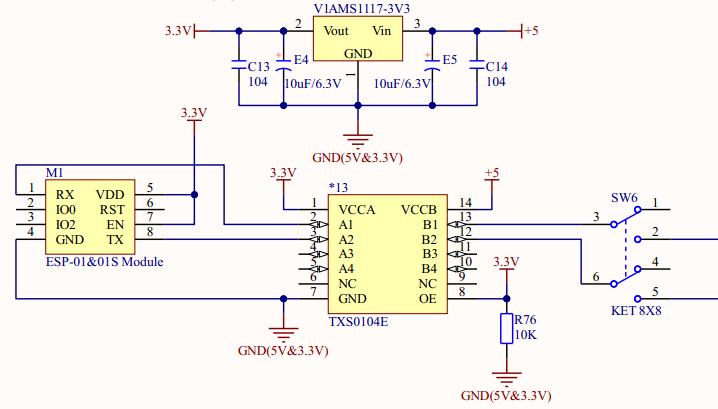 V1AMS1117-3V3
3.3V
2
Vout
Vin
3
+5
GND
1
C13
104
E4
10uF/6.3V
+
E5
10uF/6.3V
+
C14
104
GND(5V&3.3V)
3.3V
M1
1
RX
VDD
5
2
IO0
RST
6
3
IO2
EN
7
4
GND
TX
8
ESP-01&01S Module
3.3V
*13
+5
1
VCCA
VCCB
14
2
A1
B1
13
3
A2
B2
12
4
A3
B3
11
5
A4
B4
10
6
NC
NC
9
7
GND
OE
8
TXS0104E
GND(5V&3.3V)
3.3V
R76
10K
GND(5V&3.3V)
SW6
3
1
2
6
4
5
KET 8X8